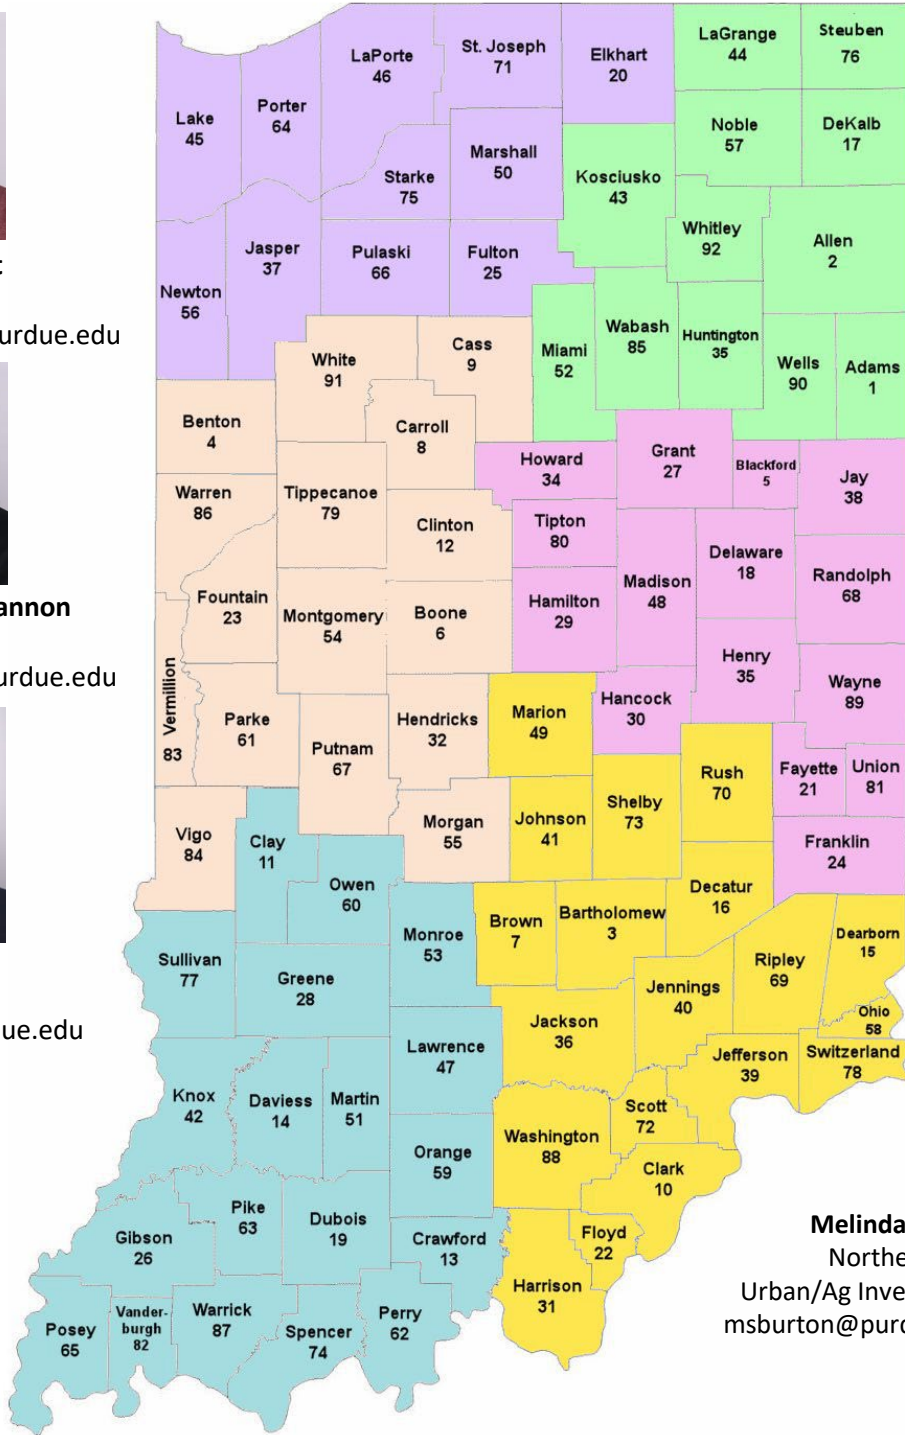 LaPorte
46
St. Joseph
71
Elkhart
20
LaGrange
44
Steuben
76
Lake
45
Porter
64
Noble
57
DeKalb
17
Starke
75
Marshall
50
Kosciusko
43
Whitley
92
Allen
2
Newton
56
Jasper
37
Pulaski
66
Fulton
25
urdue.edu
White
91
Cass
9
Miami
52
Wabash
85
Huntington
35
Wells
90
Adams
1
Benton
4
Carroll
8
Howard
34
Grant
27
Blackford
5
Jay
38
Warren
86
Tippecanoe
79
Clinton
12
Tipton
80
Delaware
18
Randolph
68
annon
Fountain
23
Montgomery
54
Boone
6
Hamilton
29
Madison
48
Henry
35
Wayne
89
urdue.edu
Vermillion
83
Parke
61
Putnam
67
Hendricks
32
Marion
49
Hancock
30
Rush
70
Fayette
21
Union
81
Vigo
84
Clay
11
Morgan
55
Johnson
41
Shelby
73
Franklin
24
Owen
60
Monroe
53
Brown
7
Bartholomew
3
Decatur
16
Dearborn
15
Sullivan
77
Greene
28
Jennings
40
Ripley
69
Ohio
58
ue.edu
Lawrence
47
Jackson
36
Jefferson
39
Switzerland
78
Knox
42
Daviess
14
Martin
51
Orange
59
Washington
88
Scott
72
Clark
10
Gibson
26
Pike
63
Dubois
19
Crawford
13
Floyd
22
Harrison
31
Posey
65
Vander-
burgh
82
Warrick
87
Spencer
74
Perry
62
Melinda
Northe
Urban/Ag Inve
msburton@purd